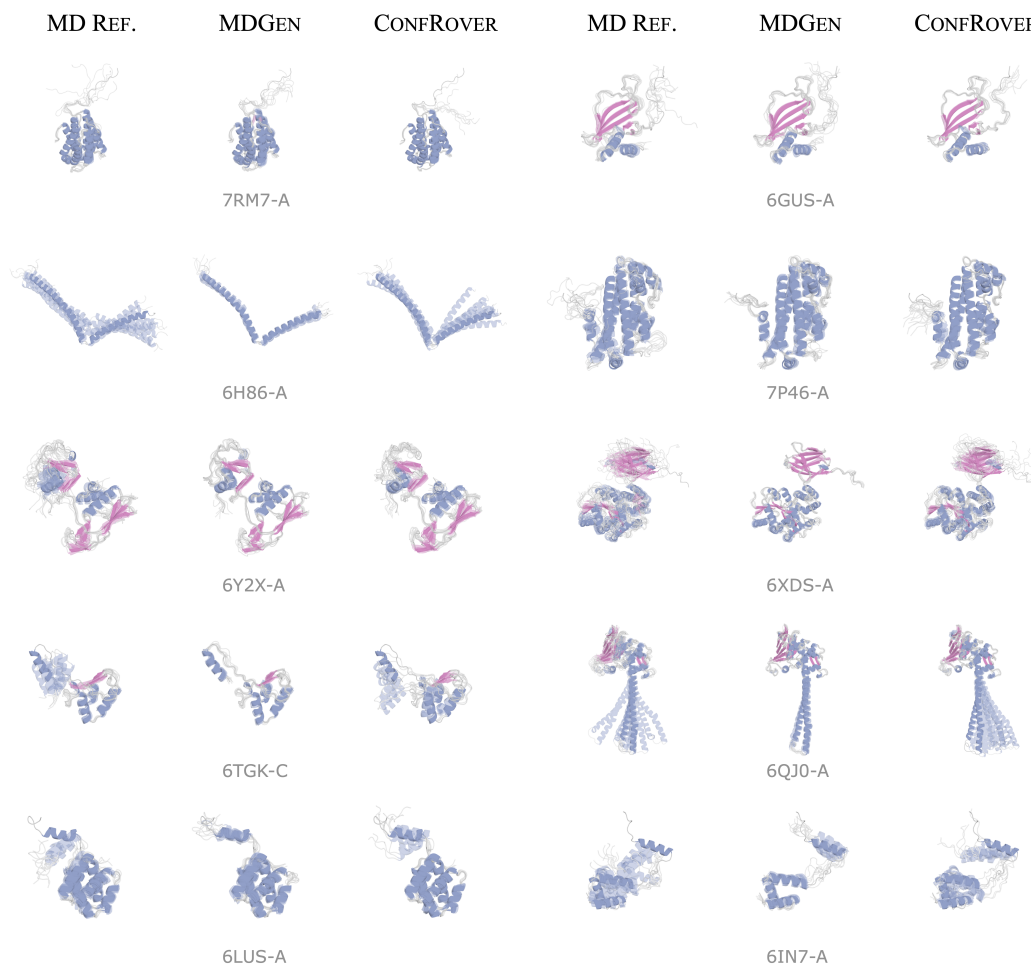 MD REF. MDGEN CONFROVER MD REF. MDGEN CONFROVER
7RM7-A 6GUS-A
6H86-A 7P46-A
6Y2X-A 6XDS-A
6TGK-C 6QJ0-A
6LUS-A 6IN7-A